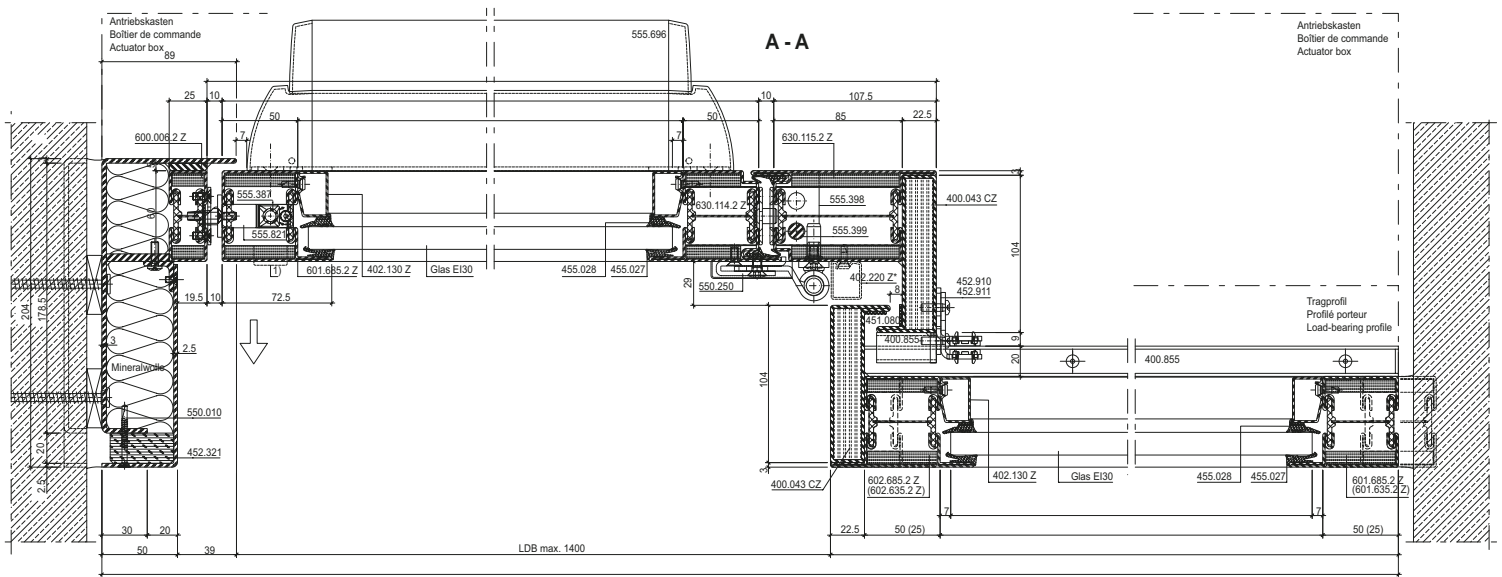 Antriebskasten
Boîtier de commande
Actuator box
89
555.696
A - A
Antriebskasten
Boîtier de commande
Actuator box
25
10
10
107.5
50
50
85
22.5
7
7
600.006.2 Z
630.115.2 Z
3
5
60
555.381
555.821
630.114.2 Z
555.398
555.399
400.043 CZ
104
1)
601.685.2 Z
402.130 Z
Glas EI30
455.028
455.027
550.250
402.220 Z*
452.910
452.911
29
8
19.5
10
72.5
204
178.5
3
2.5
451.080
400.855
400.855
9
20
Tragprofil
Profilé porteur
Load-bearing profile
Mineralwolle
104
550.010
452.321
20
2.5
3
400.043 CZ
602.685.2 Z
(602.635.2 Z)
402.130 Z
Glas EI30
455.028
455.027
601.685.2 Z
(601.635.2 Z)
7
7
30
20
22.5
50 (25)
50 (25)
50
39
LDB max. 1400